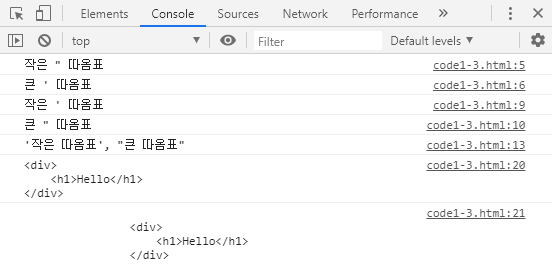 Elements Console Sources Network Performance »
top Filter Default levels
작은 " 따옴표 code1-3.html:5
큰 ' 따옴표 code1-3.html:6
작은 ' 따옴표 code1-3.html:9
큰 " 따옴표 code1-3.html:10
'작은 따옴표', "큰 따옴표" code1-3.html:13
<div> code1-3.html:20
<h1>Hello</h1>
</div>
code1-3.html:21
<div>
<h1>Hello</h1>
</div>